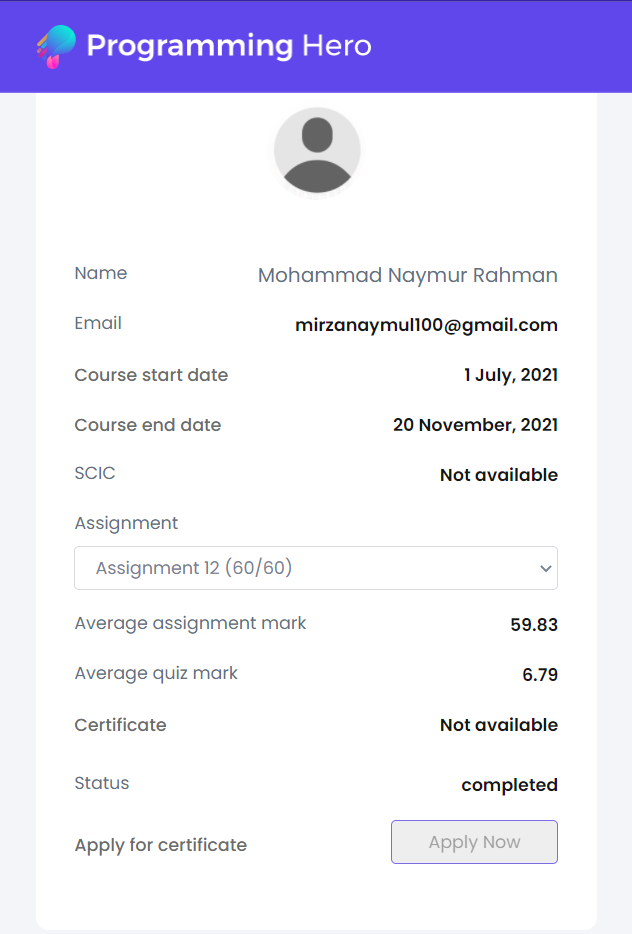 Programming Hero
Name Mohammad Naymur Rahman
Email mirzanaymul100@gmail.com
Course start date 1 July, 2021
Course end date 20 November, 2021
SCIC Not available
Assignment
Assignment 12 (60/60)
Average assignment mark 59.83
Average quiz mark 6.79
Certificate Not available
Status completed
Apply for certificate Apply Now